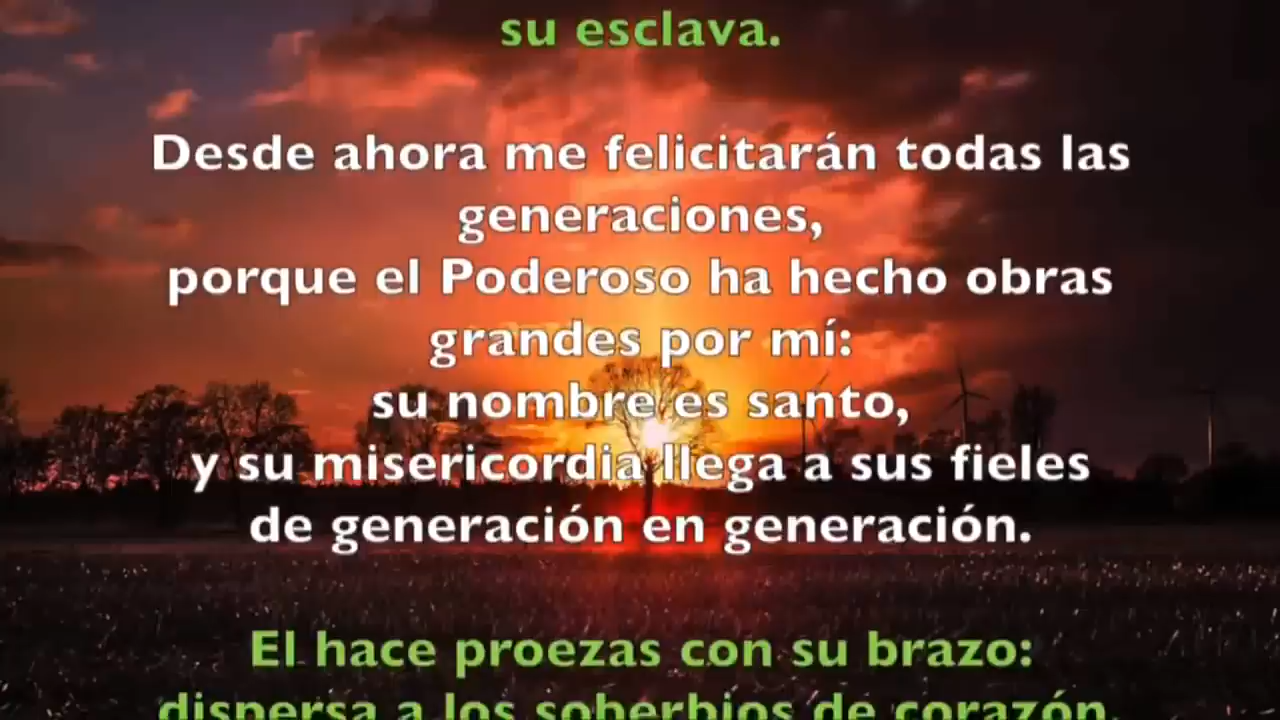 su esclava.
Desde ahora me felicitarán todas las
generaciones,
porque el Poderoso ha hecho obras
grandes por mí:
su nombre es santo,
y su misericordia llega a sus fieles
de generación en generación.
El hace proezas con su brazo:
dispersa a los soberbios de corazón,